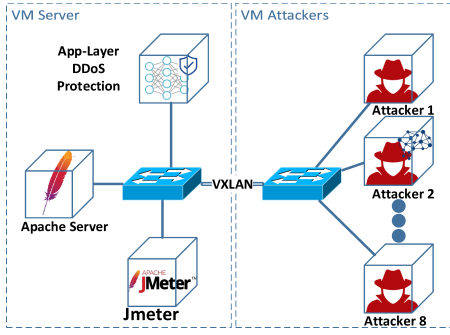 VM Server
VM Attackers
App-Layer
DDoS
Protection
Attacker 1
Attacker 2
VXLAN
Apache Server
APACHE
JMeter™
Jmeter
Attacker 8